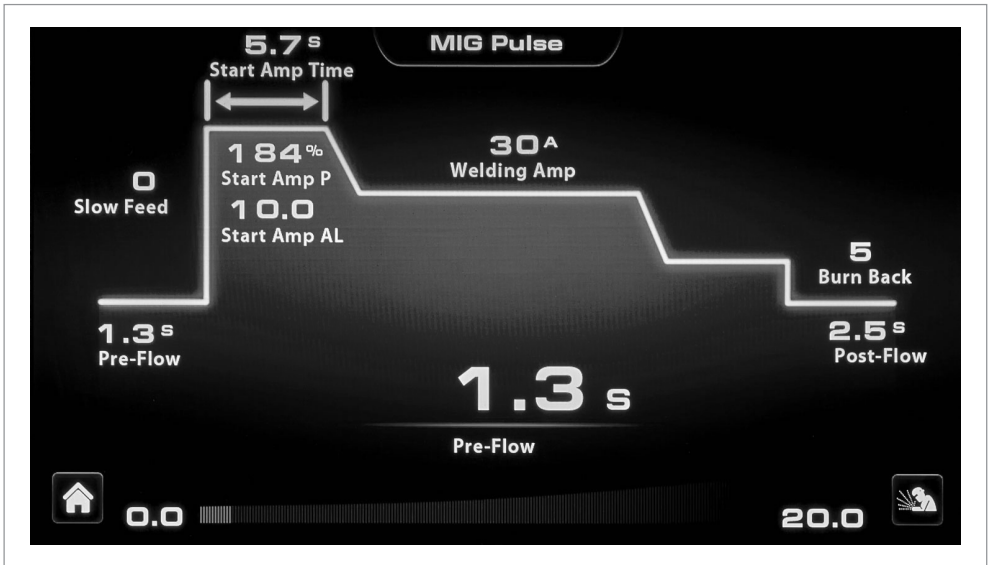 MIG Pulse
5.7 s
Start Amp Time
184%
Start Amp P
10.0
Start Amp AL
30 A
Welding Amp
0
Slow Feed
5
Burn Back
1.3 s
Pre-Flow
2.5 s
Post-Flow
1.3 s
Pre-Flow
0.0
20.0